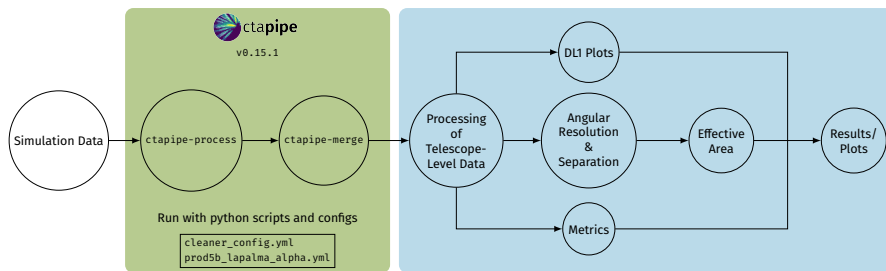 ctapipe
v0.15.1
Simulation Data
ctapipe-process
ctapipe-merge
Run with python scripts and configs
cleaner_config.yml
prod5b_lapalma_alpha.yml
Processing
of
Telescope-
Level Data
DL1 Plots
Angular
Resolution
&
Separation
Metrics
Effective
Area
Results/
Plots